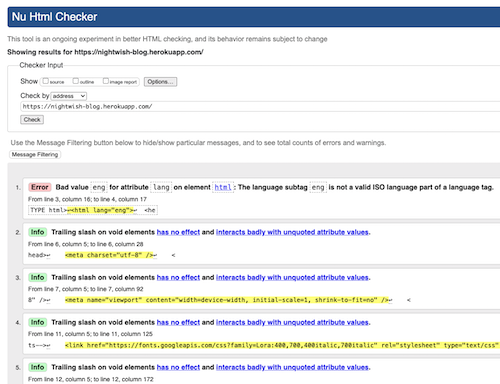 Nu Html Checker
This tool is an ongoing experiment in better HTML checking, and its behavior remains subject to change
Showing results for https://nightwish-blog.herokuapp.com/
Checker Input
Show source outline image report Options...
Check by address
https://nightwish-blog.herokuapp.com/
Check
Use the Message Filtering button below to hide/show particular messages, and to see total counts of errors and warnings.
Message Filtering
1. Error Bad value eng for attribute lang on element html: The language subtag eng is not a valid ISO language part of a language tag.
From line 3, column 16; to line 4, column 17
TYPE html>↩<html lang="eng">↩ <he
2. Info Trailing slash on void elements has no effect and interacts badly with unquoted attribute values.
From line 6, column 5; to line 6, column 28
head>↩ <meta charset="utf-8" />↩ <
3. Info Trailing slash on void elements has no effect and interacts badly with unquoted attribute values.
From line 7, column 5; to line 7, column 92
8" />↩ <meta name="viewport" content="width=device-width, initial-scale=1, shrink-to-fit=no" />↩ <
4. Info Trailing slash on void elements has no effect and interacts badly with unquoted attribute values.
From line 11, column 5; to line 11, column 125
ts-->↩ <link href="https://fonts.googleapis.com/css?family=Lora:400,700,400italic,700italic" rel="stylesheet" type="text/css"
5. Info Trailing slash on void elements has no effect and interacts badly with unquoted attribute values.
From line 12, column 5; to line 12, column 172